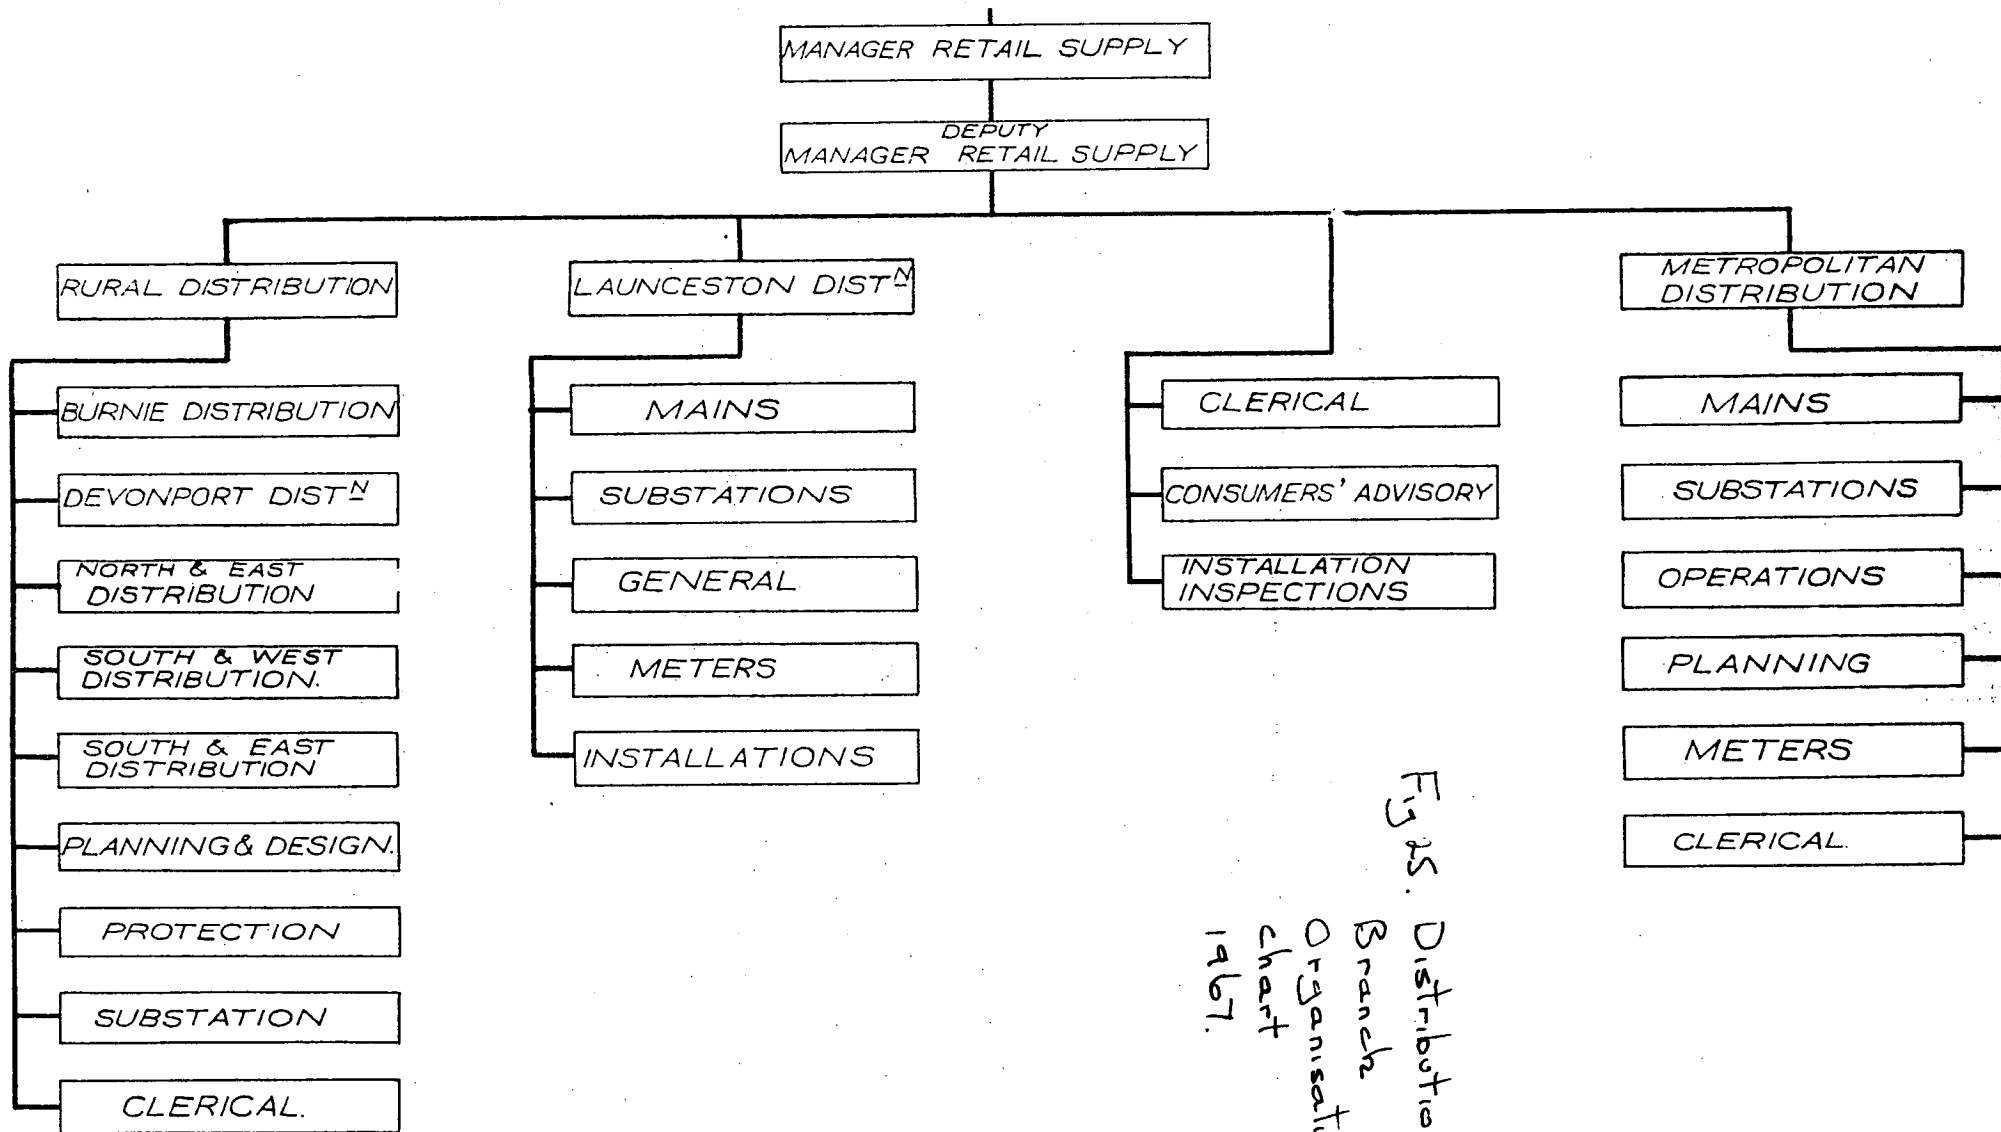 MANAGER RETAIL SUPPLY
DEPUTY
MANAGER RETAIL SUPPLY
RURAL DISTRIBUTION
BURNIE DISTRIBUTION
DEVONPORT DISTN
NORTH & EAST
DISTRIBUTION
SOUTH & WEST
DISTRIBUTION.
SOUTH & EAST
DISTRIBUTION
PLANNING & DESIGN.
PROTECTION
SUBSTATION
CLERICAL.
LAUNCESTON DISTN
MAINS
SUBSTATIONS
GENERAL
METERS
INSTALLATIONS
CLERICAL
CONSUMERS' ADVISORY
INSTALLATION
INSPECTIONS
METROPOLITAN
DISTRIBUTION
MAINS
SUBSTATIONS
OPERATIONS
PLANNING
METERS
CLERICAL.
Fig 25. Distributio
Branch
Organisati
chart
1967.